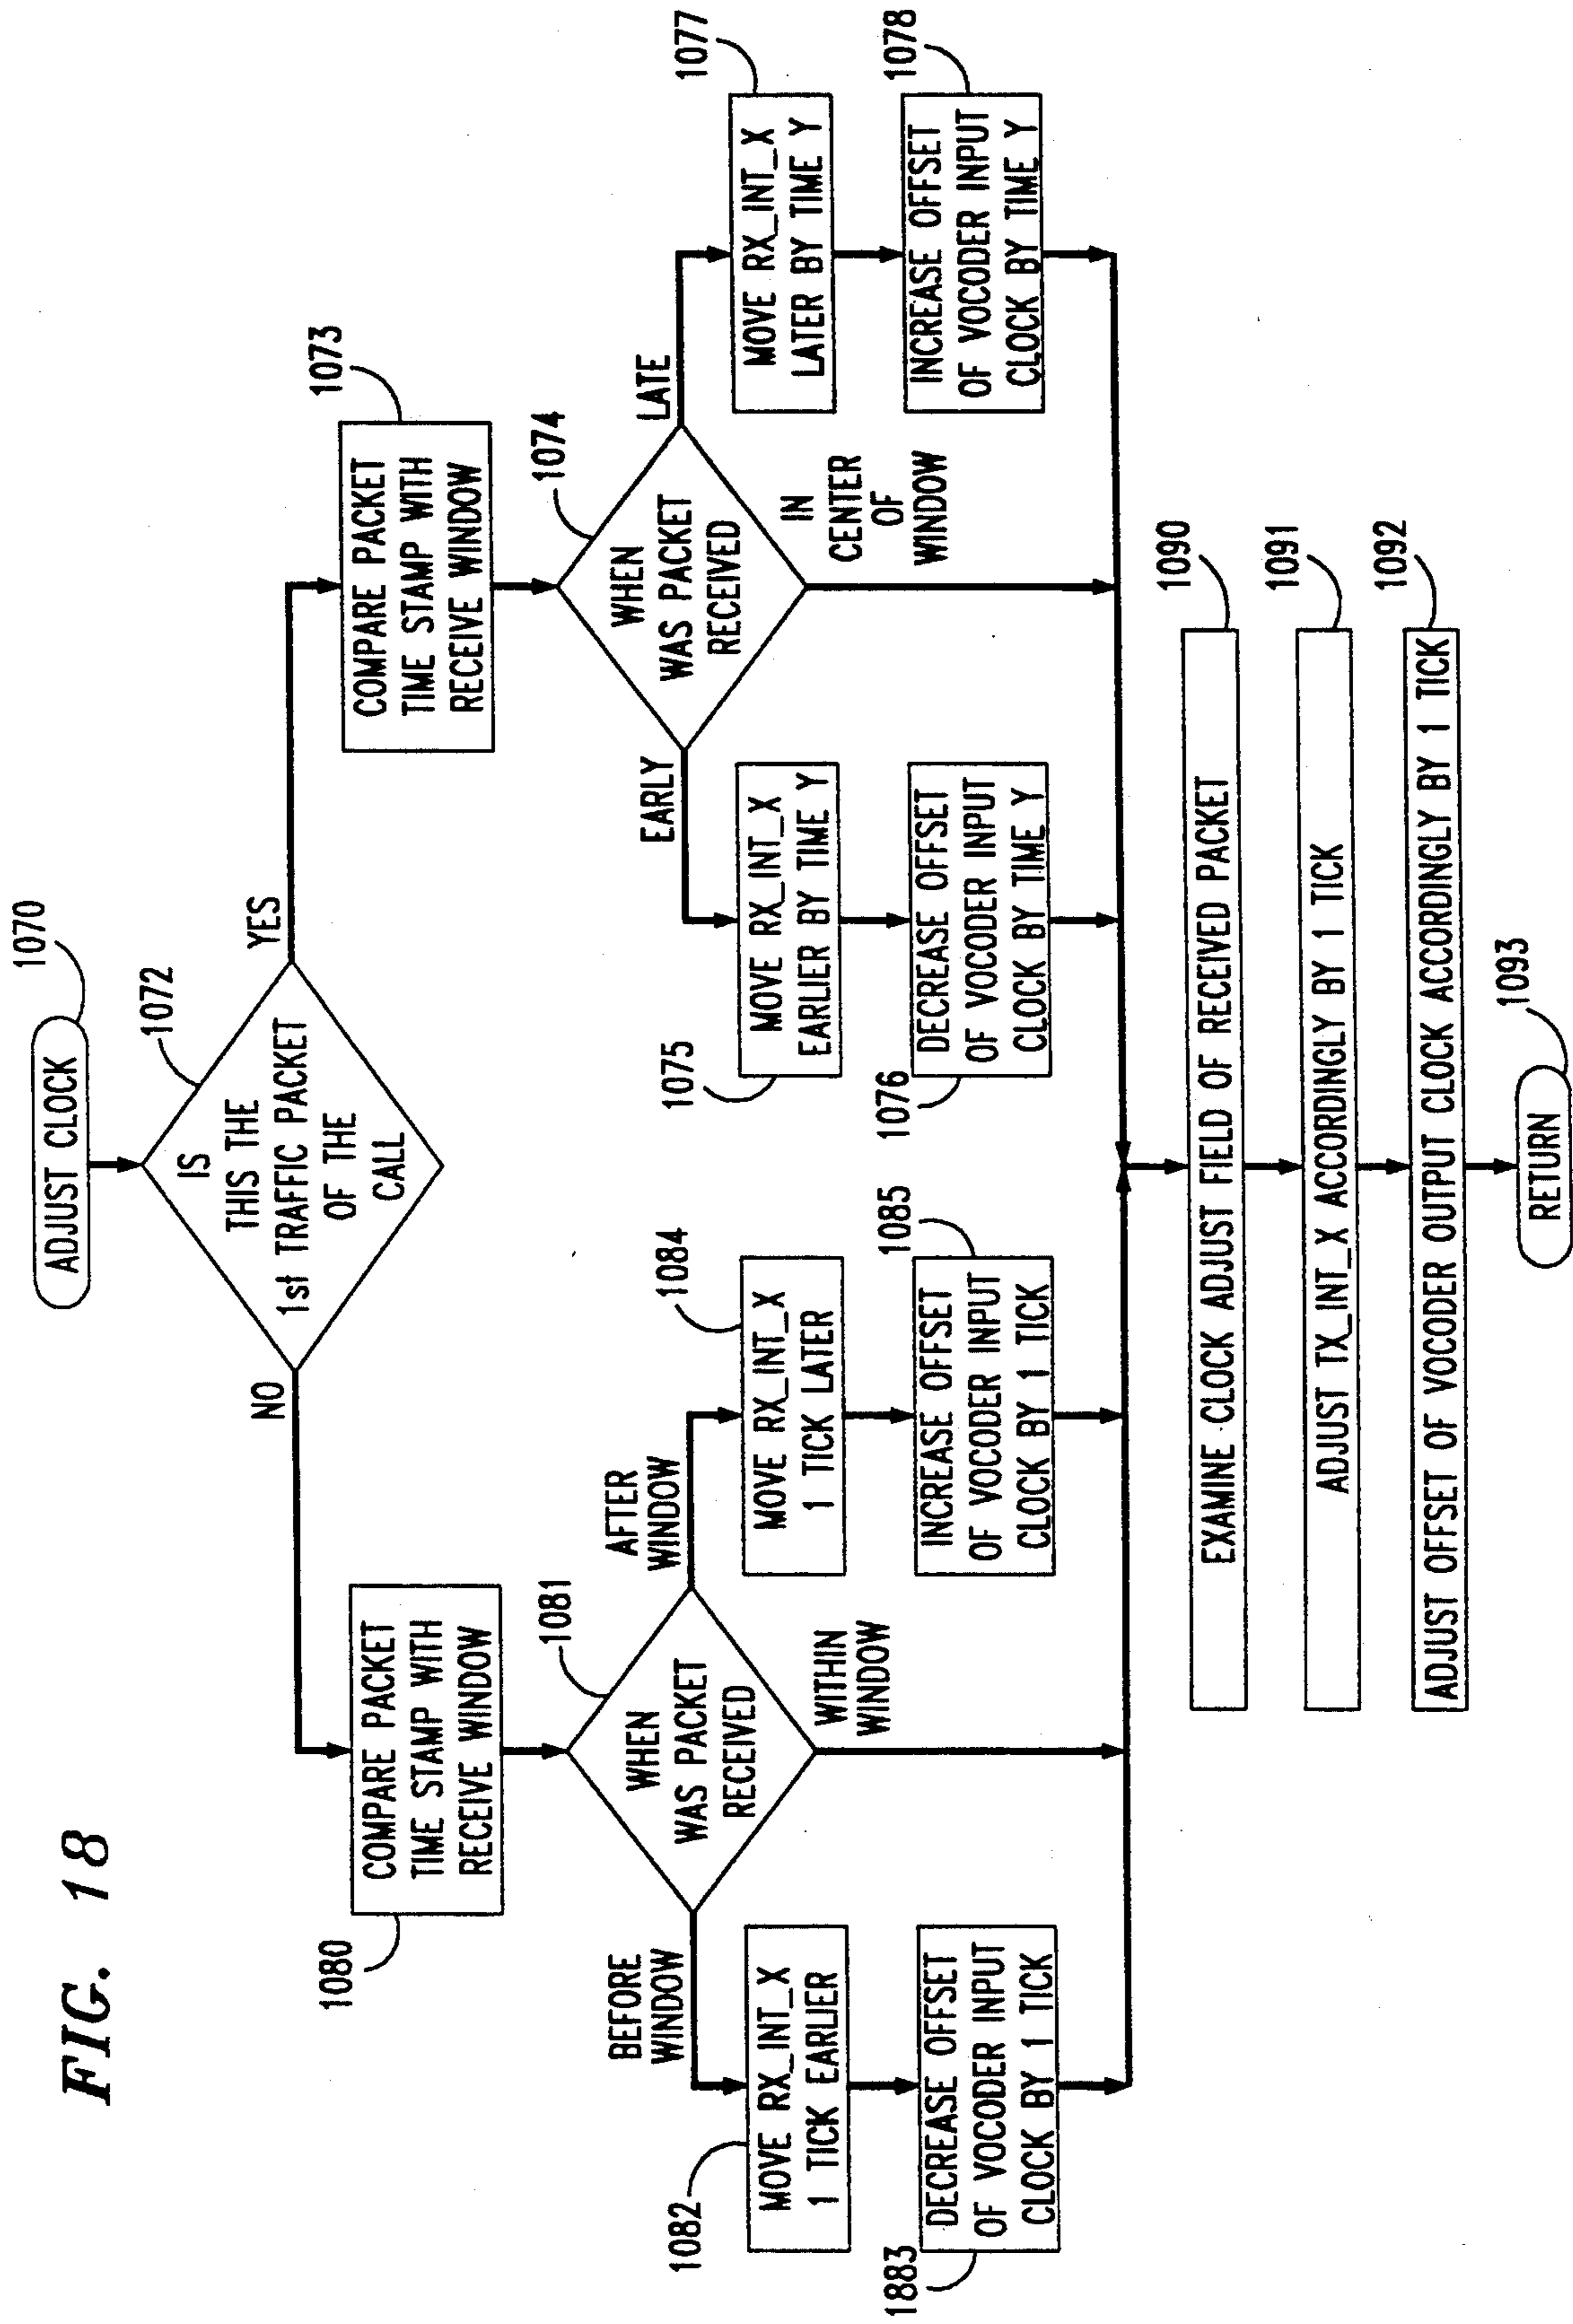 FIG. 18
ADJUST CLOCK
1070
IS
THIS THE
1st TRAFFIC PACKET
OF THE
CALL
1072
NO
YES
COMPARE PACKET
TIME STAMP WITH
RECEIVE WINDOW
1080
WHEN
WAS PACKET
RECEIVED
1081
BEFORE
WINDOW
AFTER
WINDOW
WITHIN
WINDOW
MOVE RX_INT_X
1 TICK EARLIER
1082
DECREASE OFFSET
OF VOCODER INPUT
CLOCK BY 1 TICK
1883
MOVE RX_INT_X
1 TICK LATER
1084
INCREASE OFFSET
OF VOCODER INPUT
CLOCK BY 1 TICK
1085
COMPARE PACKET
TIME STAMP WITH
RECEIVE WINDOW
1073
WHEN
WAS PACKET
RECEIVED
1074
EARLY
LATE
IN
CENTER
OF
WINDOW
MOVE RX_INT_X
EARLIER BY TIME Y
1075
DECREASE OFFSET
OF VOCODER INPUT
CLOCK BY TIME Y
1076
MOVE RX_INT_X
LATER BY TIME Y
1077
INCREASE OFFSET
OF VOCODER INPUT
CLOCK BY TIME Y
1078
EXAMINE CLOCK ADJUST FIELD OF RECEIVED PACKET
1090
ADJUST TX_INT_X ACCORDINGLY BY 1 TICK
1091
ADJUST OFFSET OF VOCODER OUTPUT CLOCK ACCORDINGLY BY 1 TICK
1092
RETURN
1093